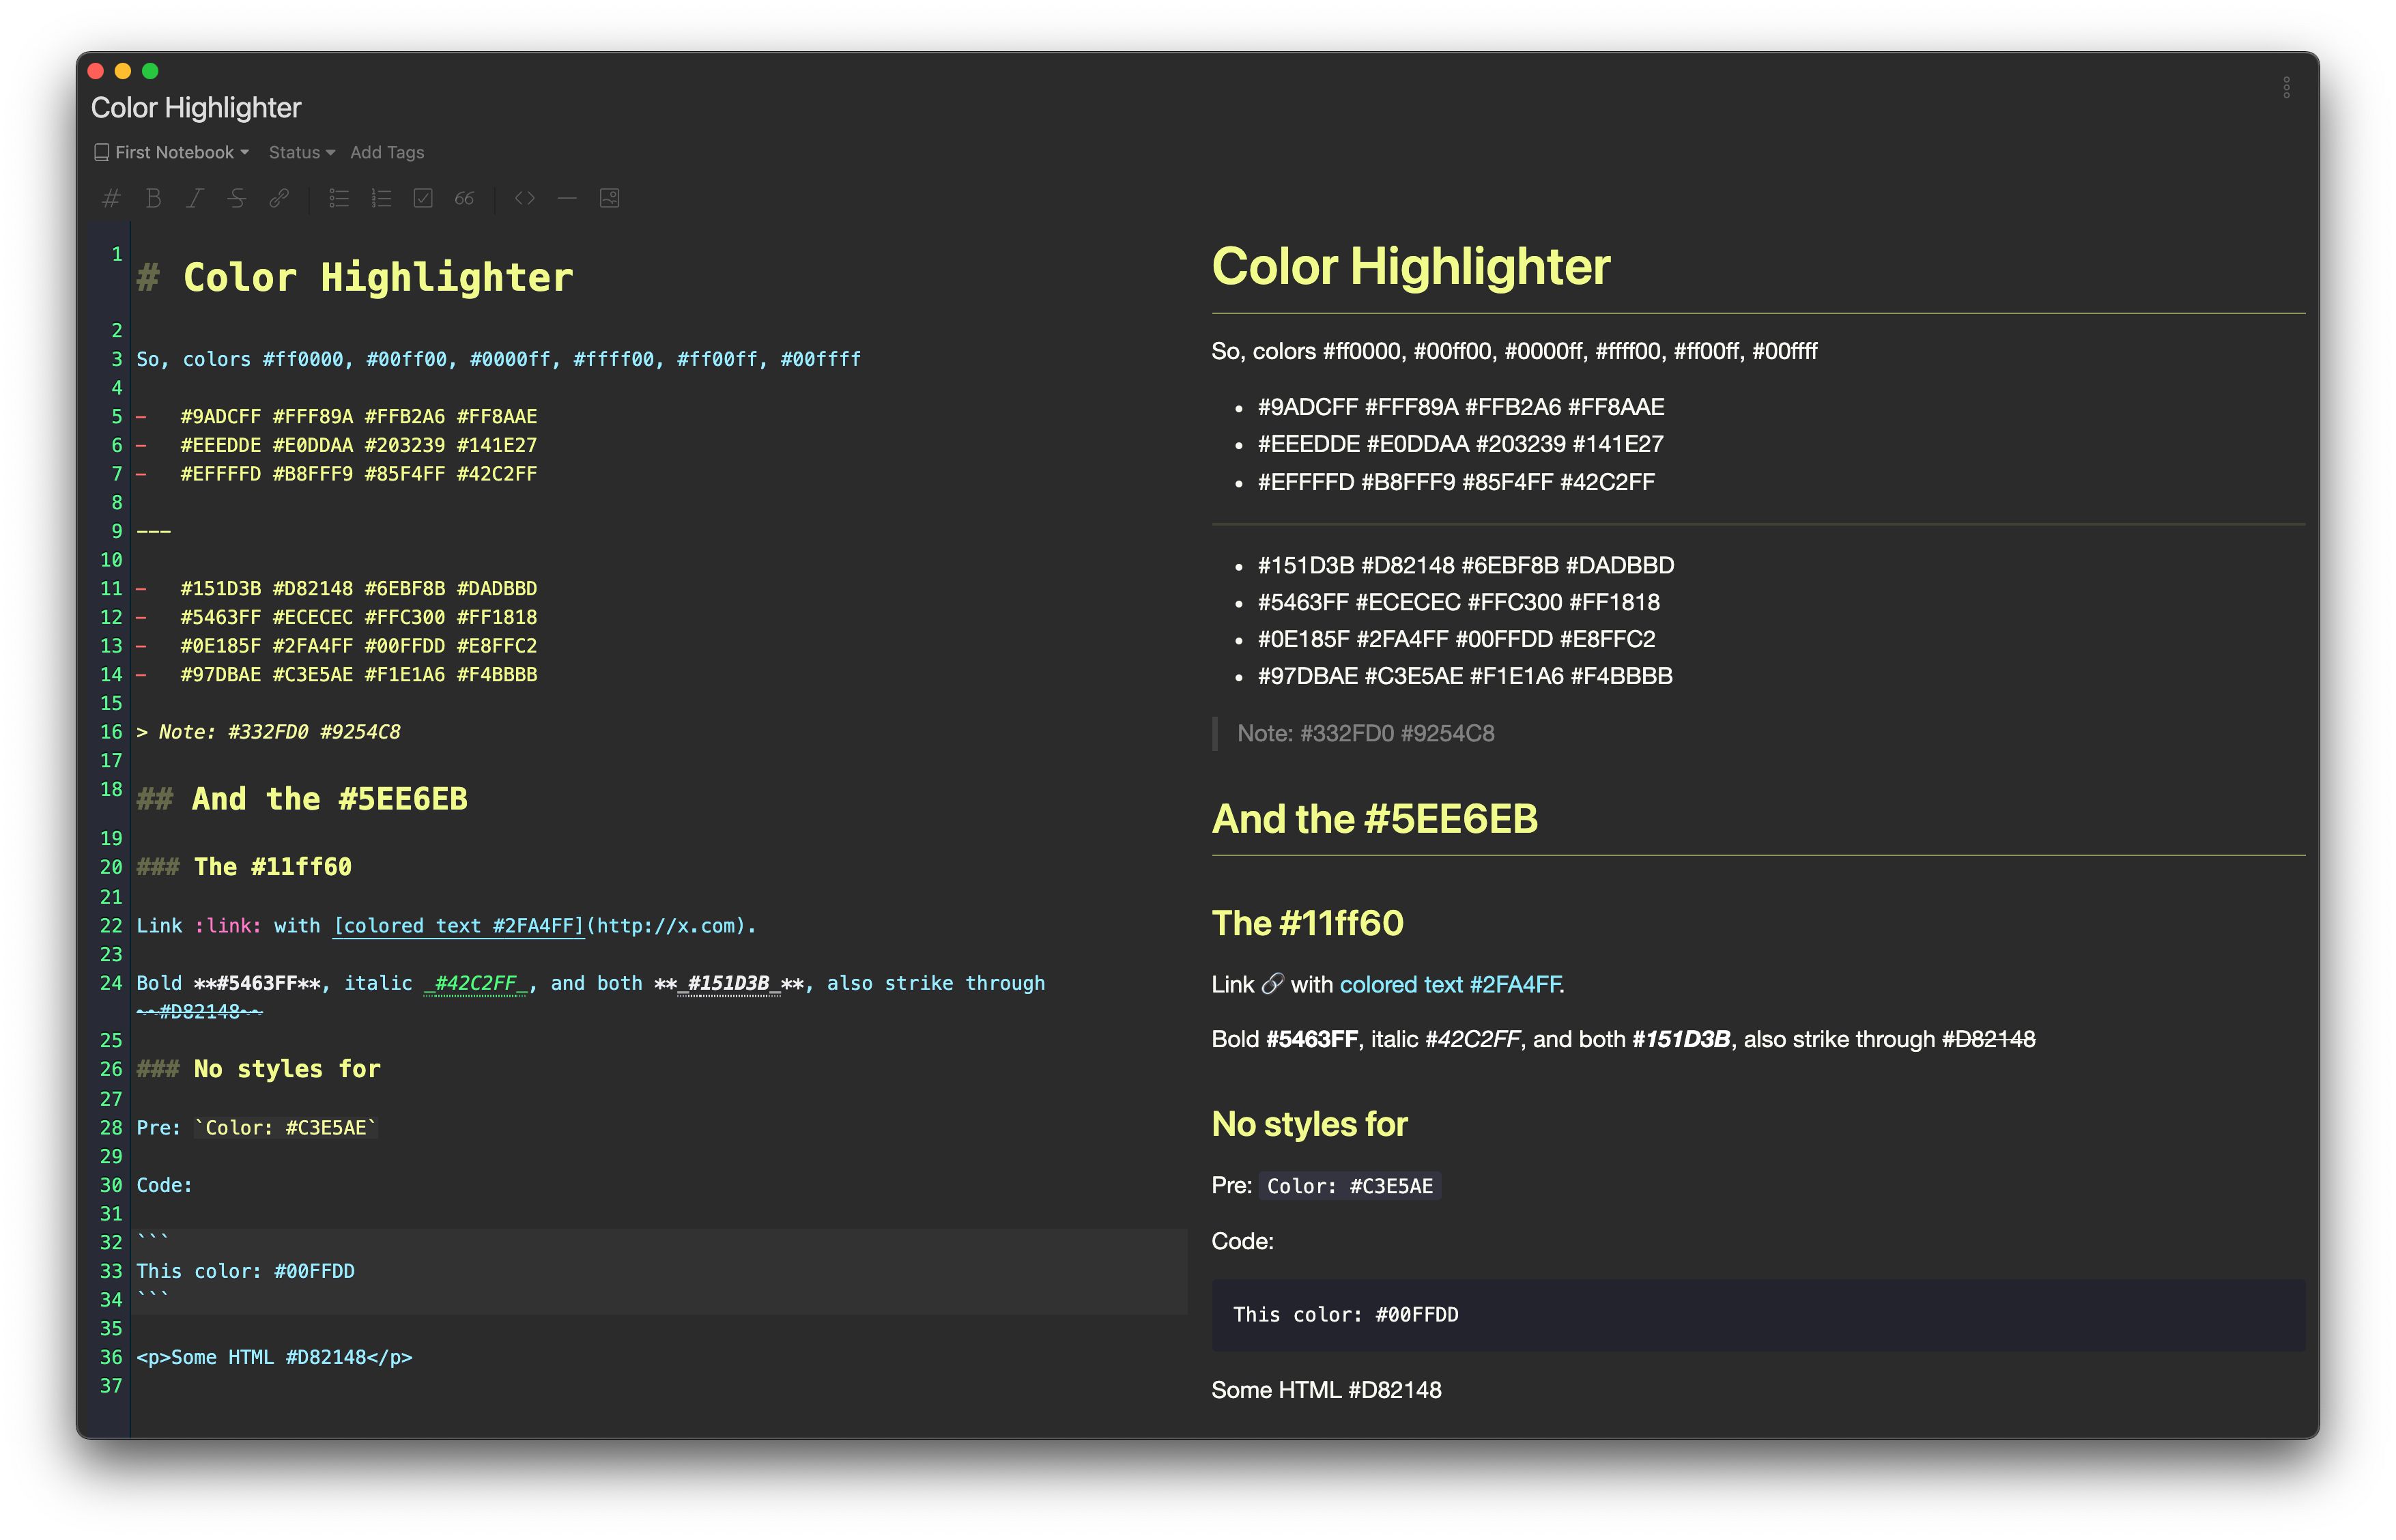 Color Highlighter
First Notebook Status Add Tags
1 # Color Highlighter
2
3 So, colors #ff0000, #00ff00, #0000ff, #ffff00, #ff00ff, #00ffff
4
5 - #9ADCFF #FFF89A #FFB2A6 #FF8AAE
6 - #EEEDDE #E0DDAA #203239 #141E27
7 - #EFFFFD #B8FFF9 #85F4FF #42C2FF
8
9 ---
10
11 - #151D3B #D82148 #6EBF8B #DADBBD
12 - #5463FF #ECECEC #FFC300 #FF1818
13 - #0E185F #2FA4FF #00FFDD #E8FFC2
14 - #97DBAE #C3E5AE #F1E1A6 #F4BBBB
15
16 > Note: #332FD0 #9254C8
17
18 ## And the #5EE6EB
19
20 ### The #11ff60
21
22 Link :link: with [colored text #2FA4FF](http://x.com).
23
24 Bold **#5463FF**, italic _#42C2FF_, and both **_#151D3B_**, also strike through
~~#D82148~~
25
26 ### No styles for
27
28 Pre: `Color: #C3E5AE`
29
30 Code:
31
32 ```
33 This color: #00FFDD
34 ```
35
36 <p>Some HTML #D82148</p>
37
Color Highlighter
So, colors #ff0000, #00ff00, #0000ff, #ffff00, #ff00ff, #00ffff
• #9ADCFF #FFF89A #FFB2A6 #FF8AAE
• #EEEDDE #E0DDAA #203239 #141E27
• #EFFFFD #B8FFF9 #85F4FF #42C2FF
• #151D3B #D82148 #6EBF8B #DADBBD
• #5463FF #ECECEC #FFC300 #FF1818
• #0E185F #2FA4FF #00FFDD #E8FFC2
• #97DBAE #C3E5AE #F1E1A6 #F4BBBB
Note: #332FD0 #9254C8
And the #5EE6EB
The #11ff60
Link 🔗 with colored text #2FA4FF.
Bold #5463FF, italic #42C2FF, and both #151D3B, also strike through #D82148
No styles for
Pre: Color: #C3E5AE
Code:
This color: #00FFDD
Some HTML #D82148